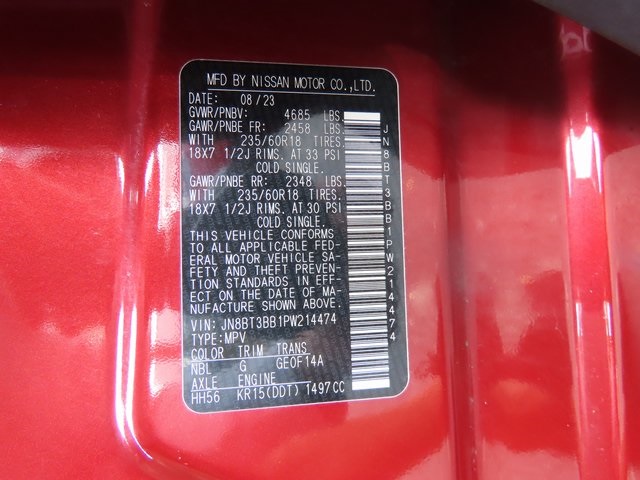 MFD BY NISSAN MOTOR CO.,LTD.
DATE: 08/23
GVWR/PNBV: 4685 LBS.
GAWR/PNBE FR: 2458 LBS.
WITH 235/60R18 TIRES.
18X7 1/2J RIMS. AT 33 PSI
COLD SINGLE.
GAWR/PNBE RR: 2348 LBS.
WITH 235/60R18 TIRES.
18X7 1/2J RIMS. AT 30 PSI
COLD SINGLE.
THIS VEHICLE CONFORMS
TO ALL APPLICABLE FED-
ERAL MOTOR VEHICLE SA-
FETY AND THEFT PREVEN-
TION STANDARDS IN EFF-
ECT ON THE DATE OF MA-
NUFACTURE SHOWN ABOVE.
VIN: JN8BT3BB1PW214474
TYPE:MPV
COLOR TRIM TRANS
NBL G GE0F14A
AXLE ENGINE
HH56 KR15(DDT) 1497CC
JN8BT3BB1PW214474